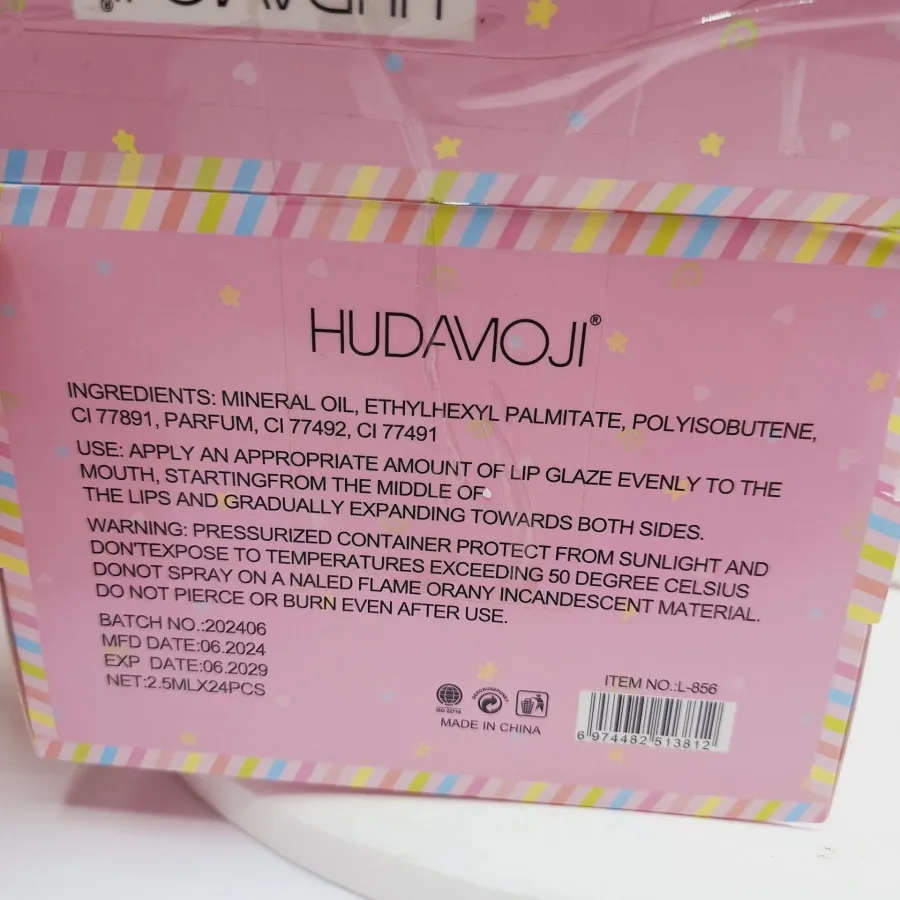 HUDAMOJI®
INGREDIENTS: MINERAL OIL, ETHYLHEXYL PALMITATE, POLYISOBUTENE,
CI 77891, PARFUM, CI 77492, CI 77491
USE: APPLY AN APPROPRIATE AMOUNT OF LIP GLAZE EVENLY TO THE
MOUTH, STARTINGFROM THE MIDDLE OF
THE LIPS AND GRADUALLY EXPANDING TOWARDS BOTH SIDES.
WARNING: PRESSURIZED CONTAINER PROTECT FROM SUNLIGHT AND
DON'TEXPOSE TO TEMPERATURES EXCEEDING 50 DEGREE CELSIUS
DONOT SPRAY ON A NALED FLAME ORANY INCANDESCENT MATERIAL.
DO NOT PIERCE OR BURN EVEN AFTER USE.
BATCH NO.:202406
MFD DATE:06.2024
EXP DATE:06.2029
NET:2.5MLX24PCS
ITEM NO.:L-856
MADE IN CHINA
6 974482 513812